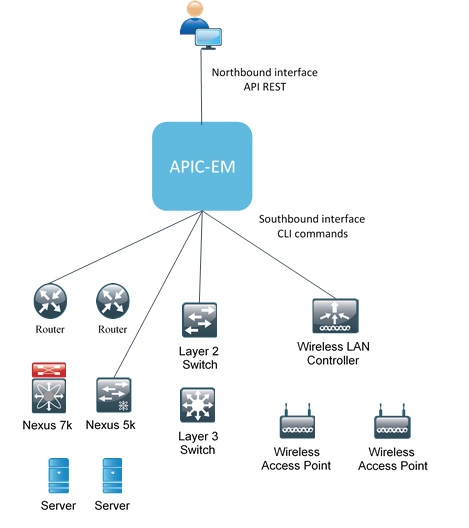 Northbound interface
API REST
APIC-EM
Southbound interface
CLI commands
Router
Router
Layer 2
Switch
Wireless LAN
Controller
Nexus 7k
Nexus 5k
Layer 3
Switch
Wireless
Access Point
Wireless
Access Point
Server
Server